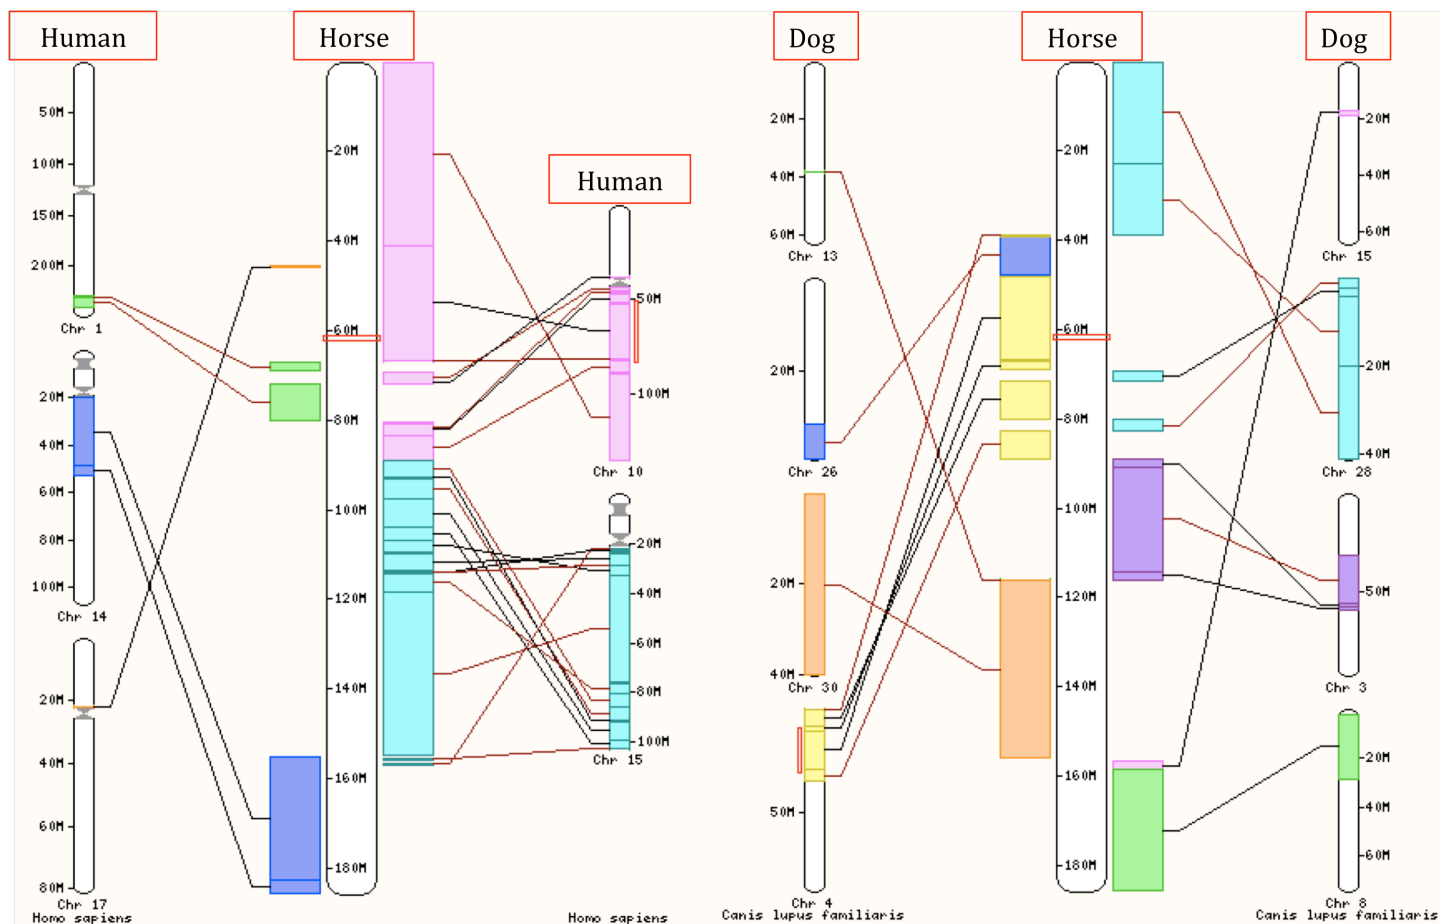 Human
Horse
Human
Dog
Horse
Dog
50M
100M
150M
200M
Chr 1
20M
40M
60M
80M
100M
Chr 14
20M
40M
60M
80M
Chr 17
Homo sapiens
20M
40M
60M
80M
100M
120M
140M
160M
180M
50M
100M
Chr 10
20M
40M
60M
80M
100M
Chr 15
Homo sapiens
20M
40M
60M
Chr 13
20M
Chr 26
20M
40M
Chr 30
50M
Chr 4
Canis lupus familiaris
20M
40M
60M
80M
100M
120M
140M
160M
180M
20M
40M
60M
Chr 15
20M
40M
Chr 28
50M
Chr 3
20M
40M
60M
Chr 8
Canis lupus familiaris